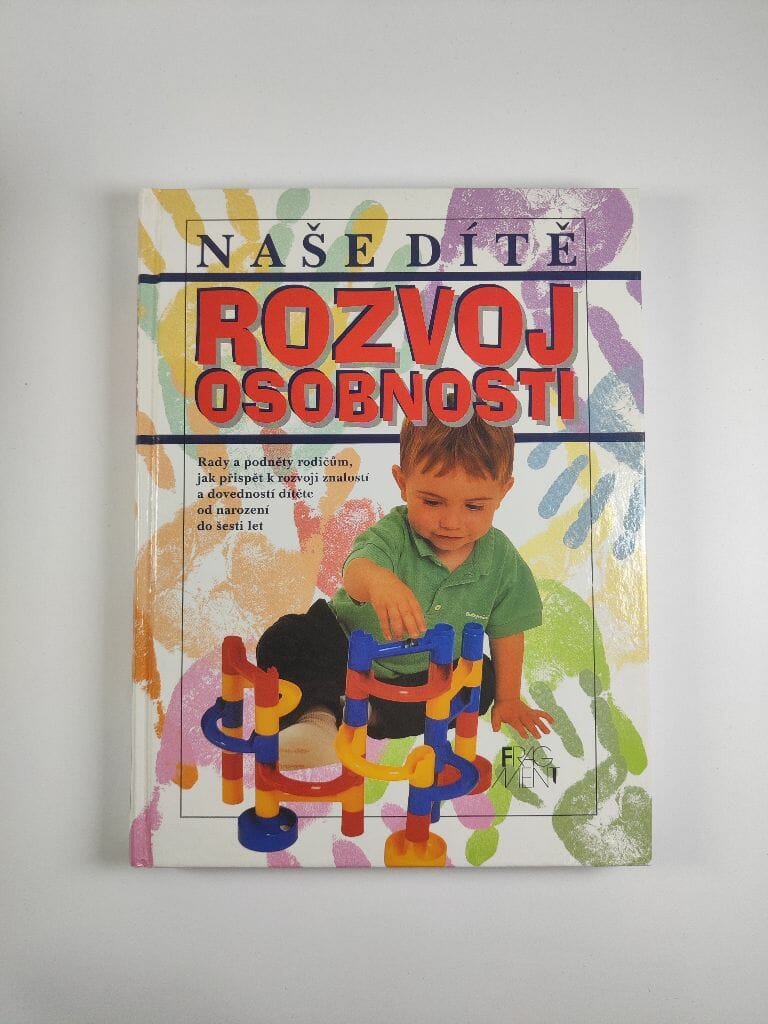 NAŠE DÍTĚ
ROZVOJ
OSOBNOSTI
Rady a podněty rodičům,
jak přispět k rozvoji znalostí
a dovedností dítěte
od narození
do šesti let
FRAG
MENT